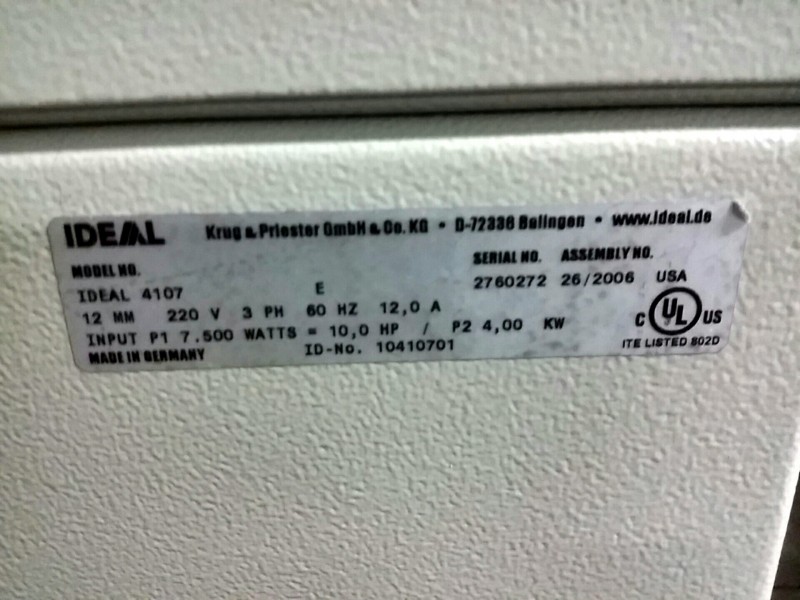 IDEAL Krug & Priester GmbH & Co. KG • D-72336 Balingen • www.ideal.de
MODEL NO. SERIAL NO. ASSEMBLY NO.
IDEAL 4107 E 2760272 26/2006 USA
12 MM 220 V 3 PH 60 HZ 12,0 A
INPUT P1 7.500 WATTS = 10,0 HP / P2 4,00 KW
MADE IN GERMANY ID-No. 10410701
C UL US
ITE LISTED 802D